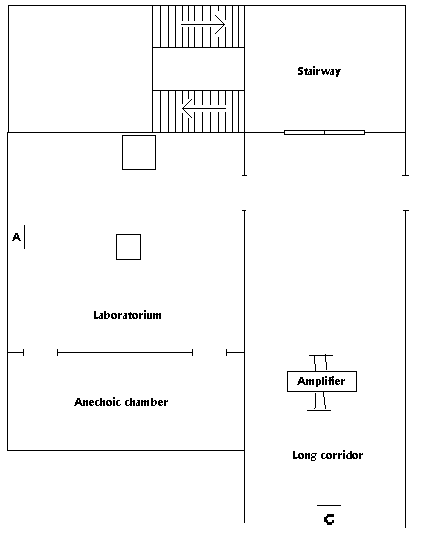 Stairway
A
Laboratorium
Amplifier
Anechoic chamber
Long corridor
G